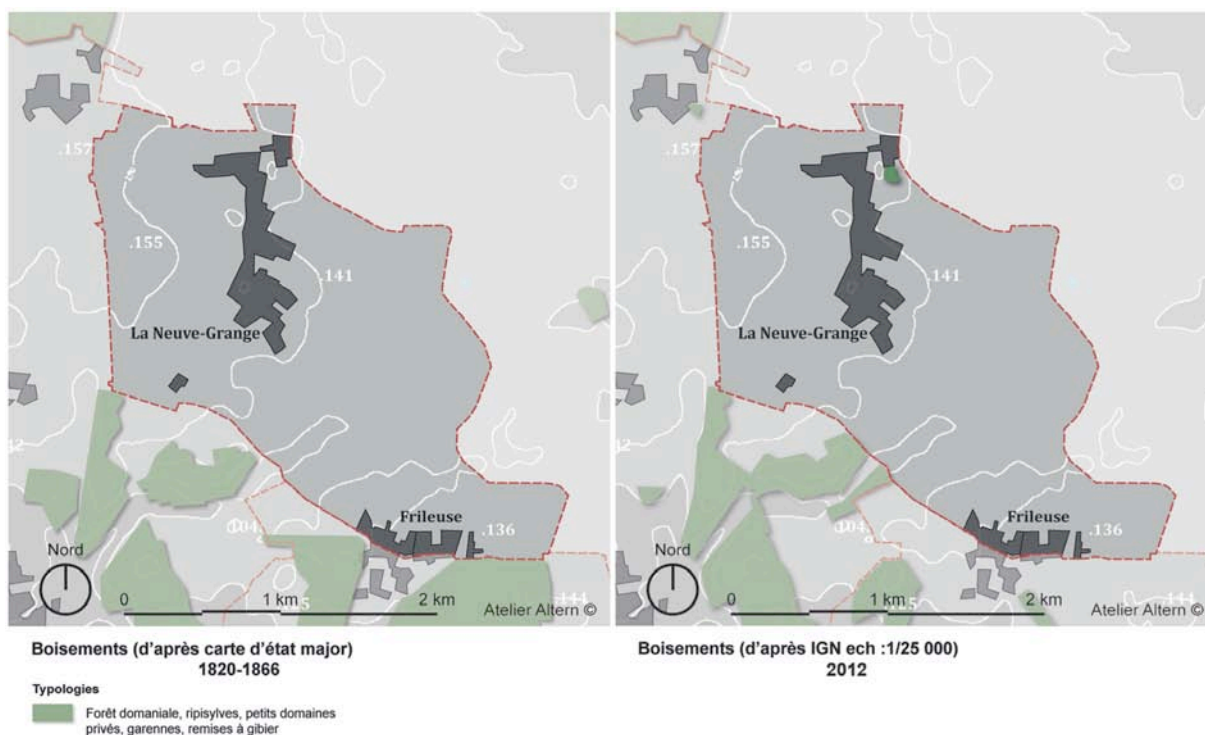 .157
.155
.141
La Neuve-Grange
.104
Frileuse
.136
Nord
0 1 km 2 km
Atelier Altern ©
.157
.155
.141
La Neuve-Grange
.104
Frileuse
.136
Nord
0 1 km 2 km
Atelier Altern ©
Boisements (d'après carte d'état major)
1820-1866
Boisements (d'après IGN ech :1/25 000)
2012
Typologies
Forêt domaniale, ripisylves, petits domaines
privés, garennes, remises à gibier